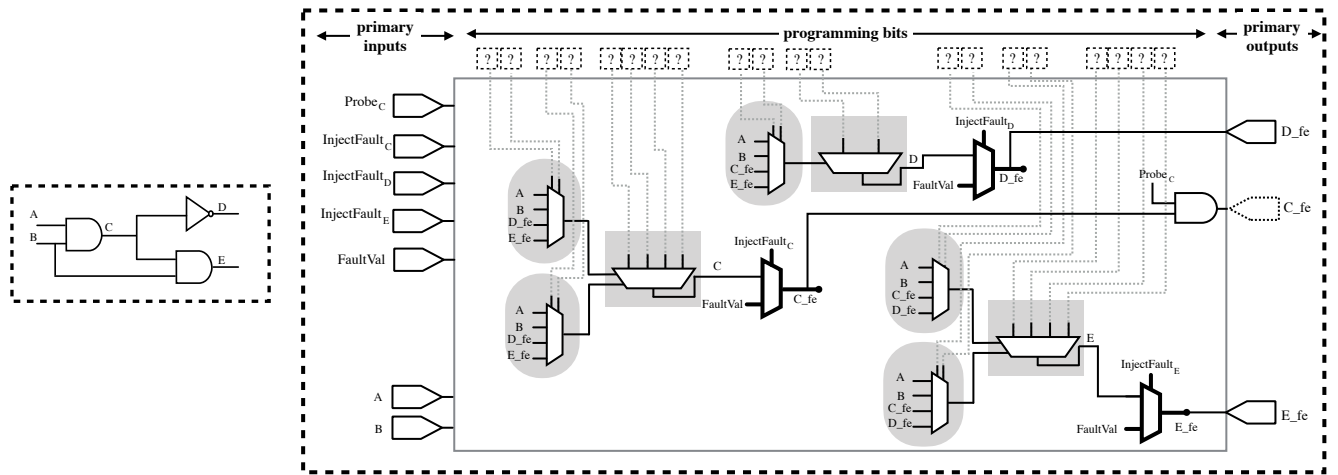 primary
inputs
programming bits
primary
outputs
? ? ? ? ? ? ? ? ? ? ? ? ? ? ? ? ? ? ? ? ?
Probe_C
InjectFault_C
InjectFault_D
InjectFault_E
FaultVal
A
B
A
B
C
D
E
A
B
D_fe
E_fe
A
B
D_fe
E_fe
C
InjectFault_C
FaultVal
C_fe
A
B
C_fe
E_fe
D
InjectFault_D
FaultVal
D_fe
Probe_C
A
B
C_fe
D_fe
A
B
C_fe
D_fe
E
InjectFault_E
FaultVal
E_fe
D_fe
C_fe
E_fe